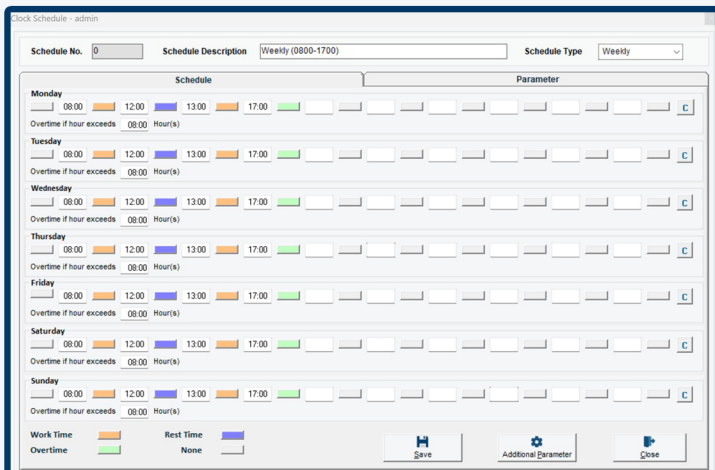 Clock Schedule - admin
Schedule No. 0 Schedule Description Weekly (0800-1700) Schedule Type Weekly
Schedule Parameter
Monday
08:00 12:00 13:00 17:00 C
Overtime if hour exceeds 08:00 Hour(s)
Tuesday
08:00 12:00 13:00 17:00 C
Overtime if hour exceeds 08:00 Hour(s)
Wednesday
08:00 12:00 13:00 17:00 C
Overtime if hour exceeds 08:00 Hour(s)
Thursday
08:00 12:00 13:00 17:00 C
Overtime if hour exceeds 08:00 Hour(s)
Friday
08:00 12:00 13:00 17:00 C
Overtime if hour exceeds 08:00 Hour(s)
Saturday
08:00 12:00 13:00 17:00 C
Overtime if hour exceeds 08:00 Hour(s)
Sunday
08:00 12:00 13:00 17:00 C
Overtime if hour exceeds 08:00 Hour(s)
Work Time Rest Time
Overtime None
Save Additional Parameter Close